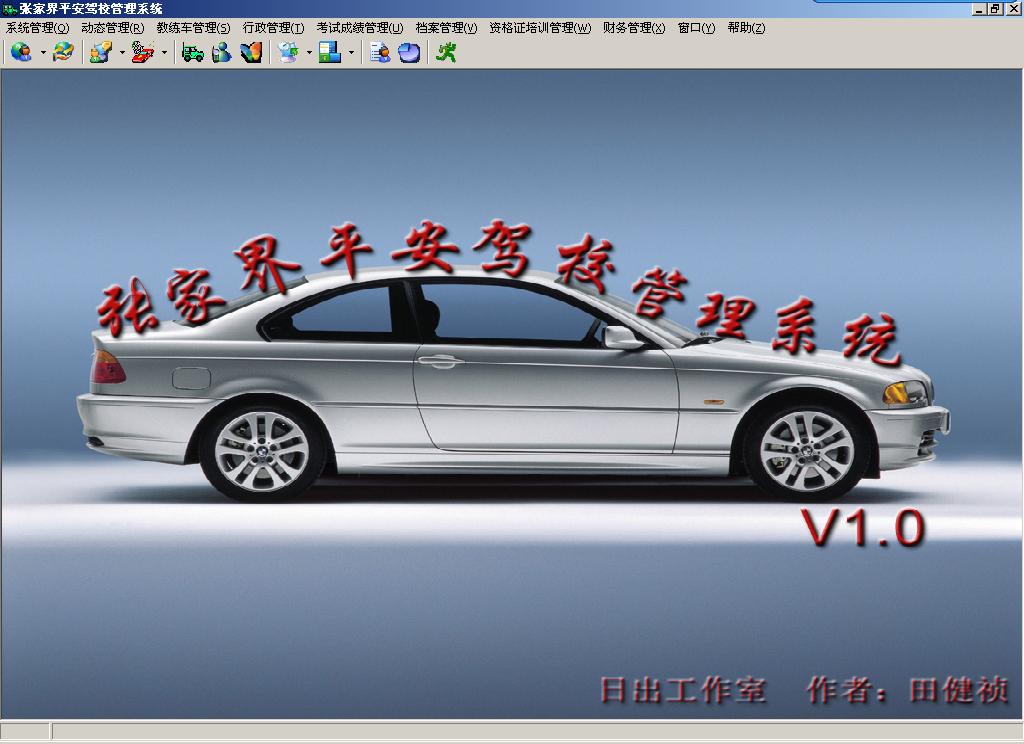 张家界平安驾校管理系统
系统管理(Q) 动态管理(R) 教练车管理(S) 行政管理(T) 考试成绩管理(U) 档案管理(V) 资格证培训管理(W) 财务管理(X) 窗口(Y) 帮助(Z)
张家界平安驾校管理系统
V1.0
日出工作室 作者：田健祯